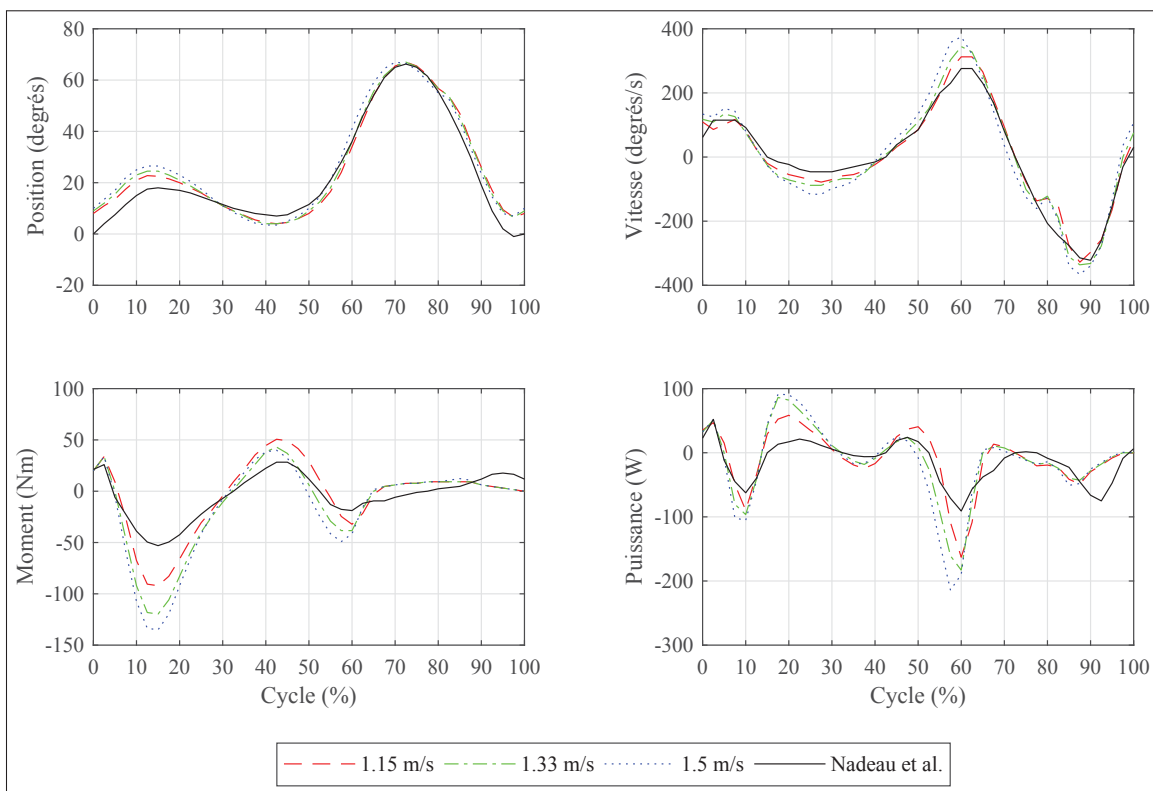 80
60
40
20
0
-20
Position (degrés)
0 10 20 30 40 50 60 70 80 90 100
400
200
0
-200
-400
Vitesse (degrés/s)
0 10 20 30 40 50 60 70 80 90 100
100
50
0
-50
-100
-150
Moment (Nm)
0 10 20 30 40 50 60 70 80 90 100
Cycle (%)
100
0
-100
-200
-300
Puissance (W)
0 10 20 30 40 50 60 70 80 90 100
Cycle (%)
1.15 m/s 1.33 m/s 1.5 m/s Nadeau et al.